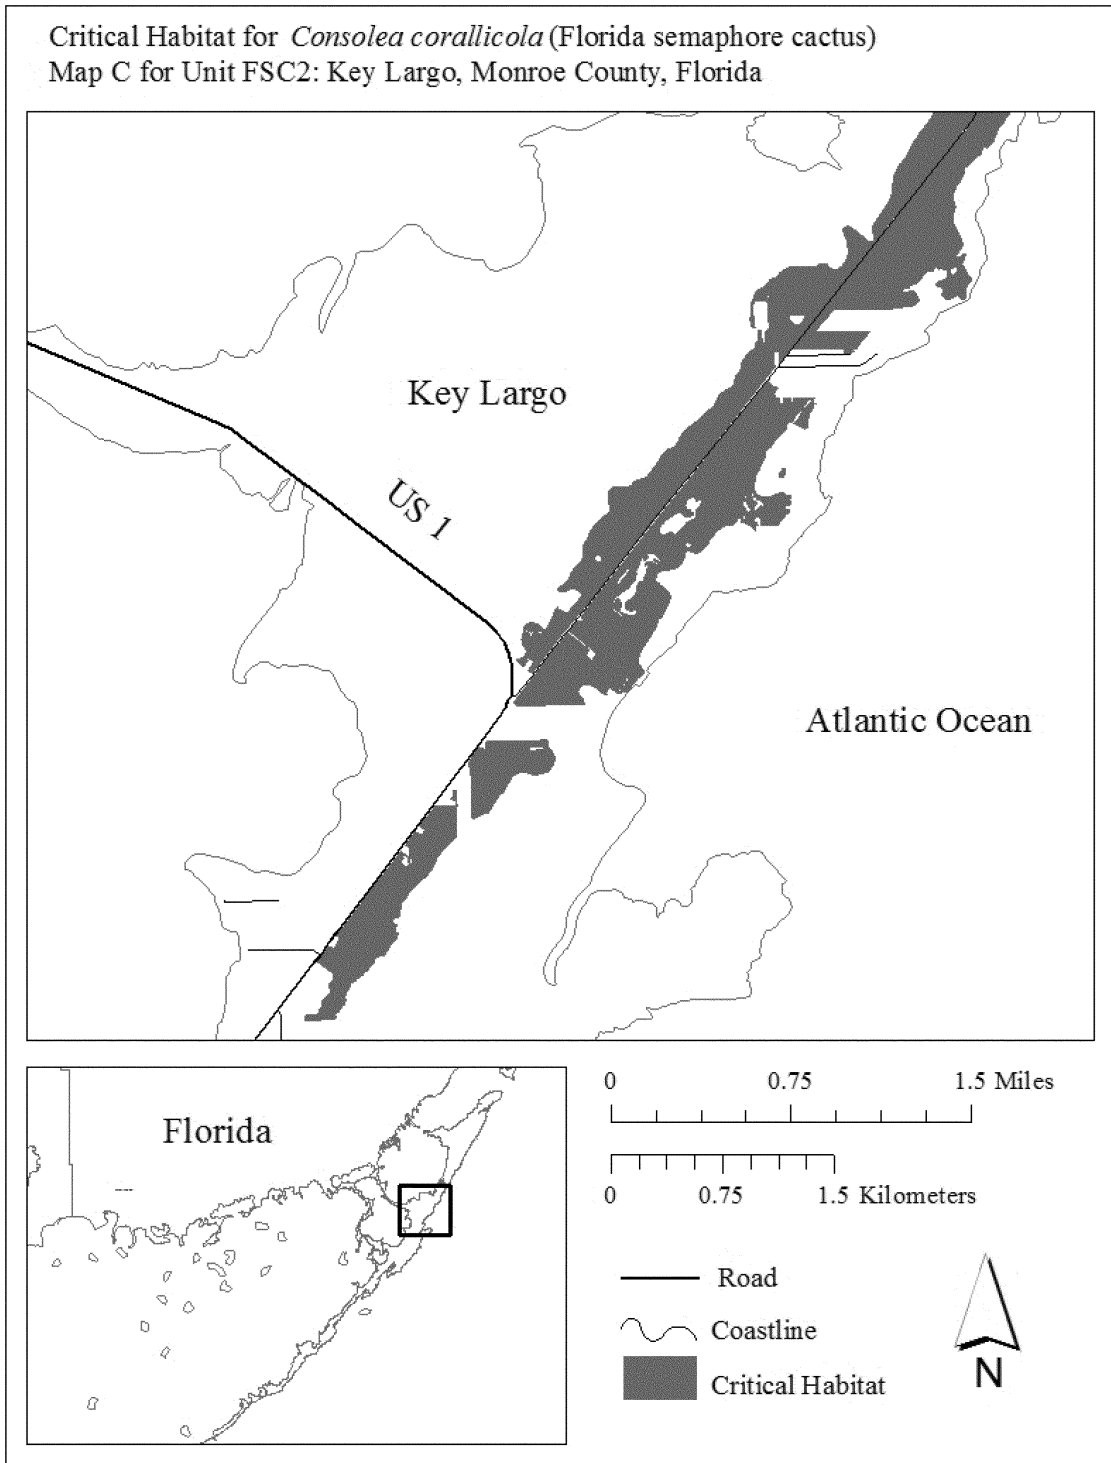 Critical Habitat for Consolea corallicola (Florida semaphore cactus)
Map C for Unit FSC2: Key Largo, Monroe County, Florida
Key Largo
US 1
Atlantic Ocean
Florida
0 0.75 1.5 Miles
0 0.75 1.5 Kilometers
Road
Coastline
Critical Habitat
N